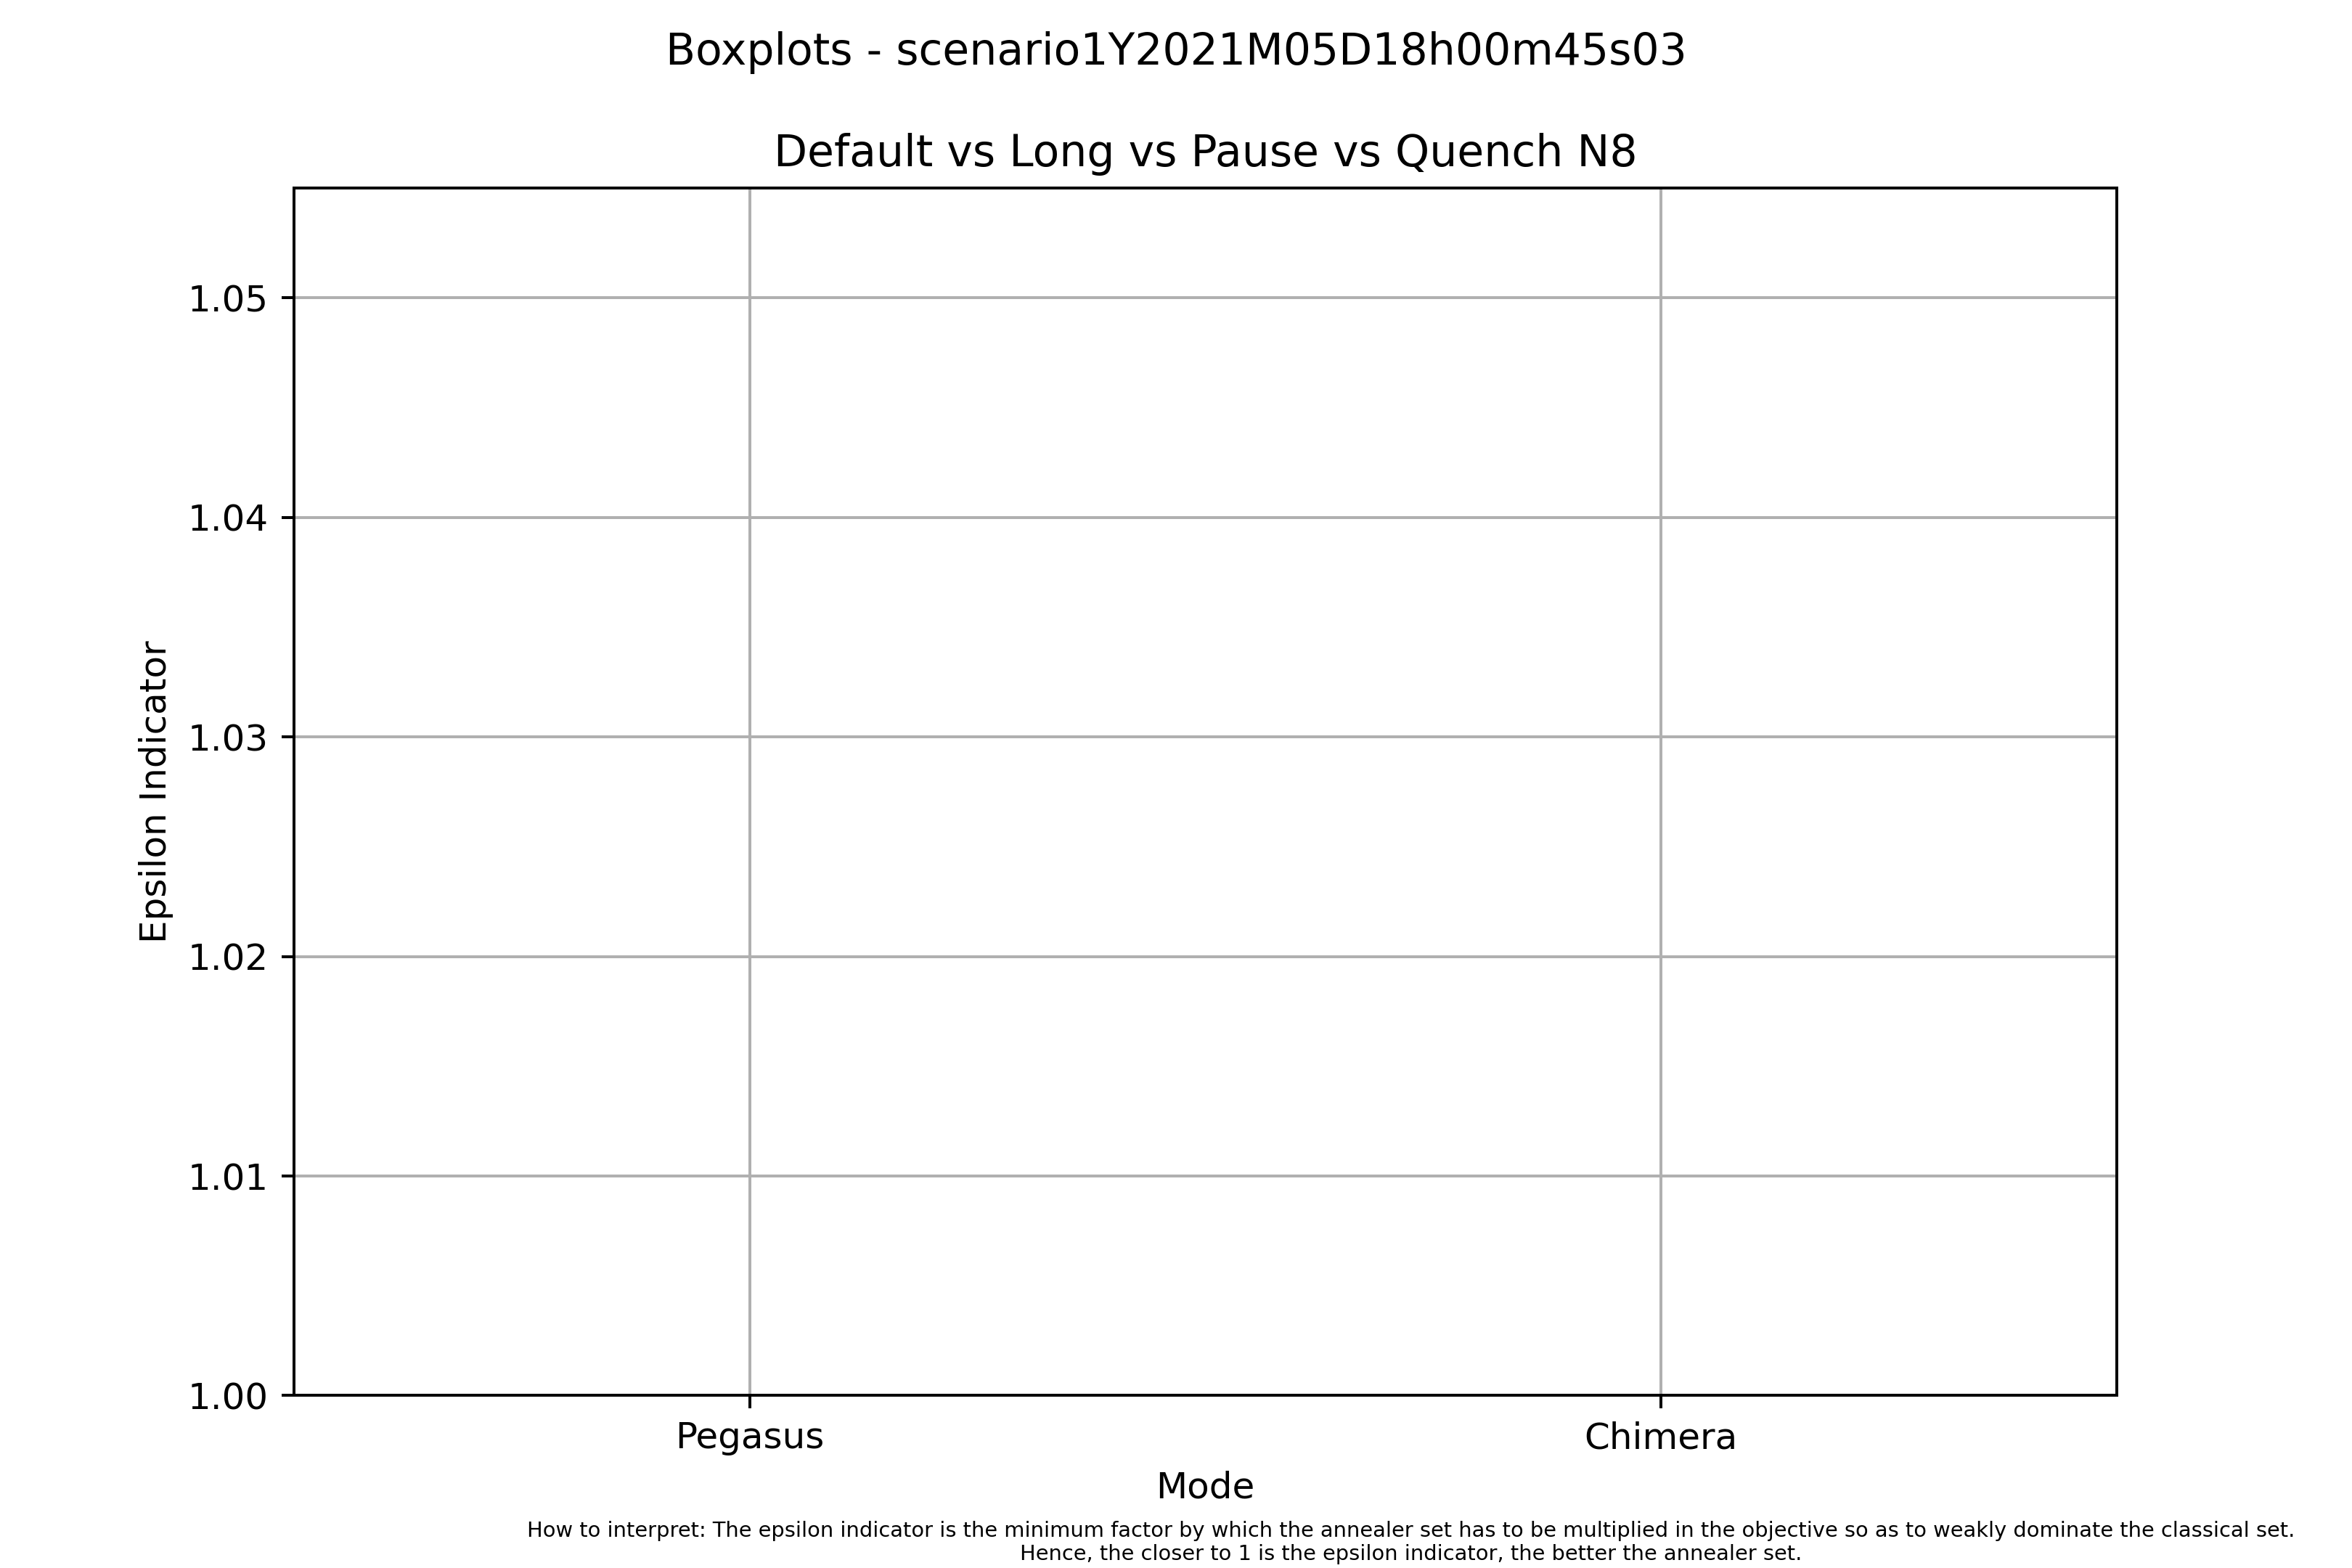 Boxplots - scenario1Y2021M05D18h00m45s03
Default vs Long vs Pause vs Quench N8
Epsilon Indicator
1.05
1.04
1.03
1.02
1.01
1.00
Pegasus
Chimera
Mode
How to interpret: The epsilon indicator is the minimum factor by which the annealer set has to be multiplied in the objective so as to weakly dominate the classical set.
Hence, the closer to 1 is the epsilon indicator, the better the annealer set.